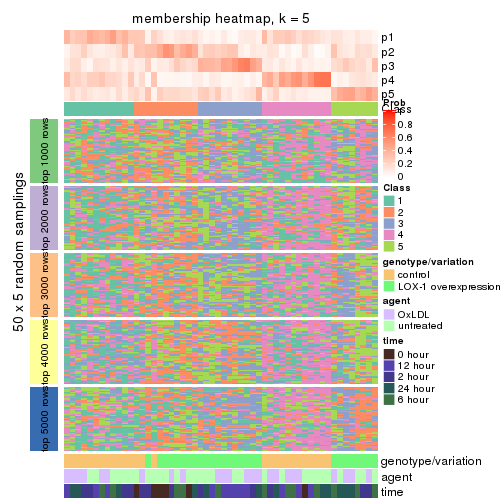 membership heatmap, k = 5
p1
p2
p3
p4
p5
Prob
Class
1
0.8
0.6
0.4
0.2
0
Class
1
2
3
4
5
genotype/variation
control
LOX-1 overexpression
agent
OxLDL
untreated
time
0 hour
12 hour
2 hour
24 hour
6 hour
50 x 5 random samplings
top 1000 rows
top 2000 rows
top 3000 rows
top 4000 rows
top 5000 rows
genotype/variation
agent
time